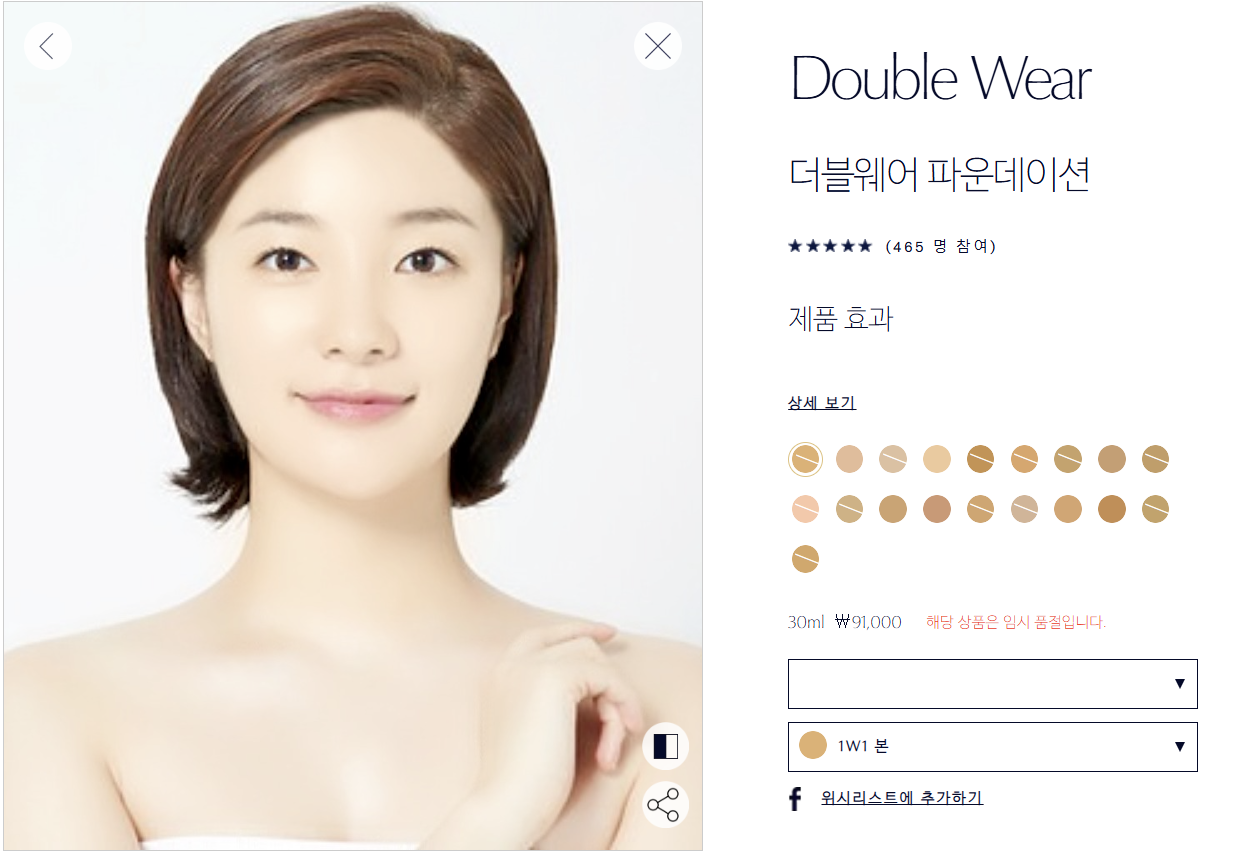 Double Wear
더블웨어 파운데이션
★★★★★ (465 명 참여)
제품 효과
상세 보기
30ml ₩91,000 해당 상품은 임시 품절입니다.
1W1 본
위시리스트에 추가하기